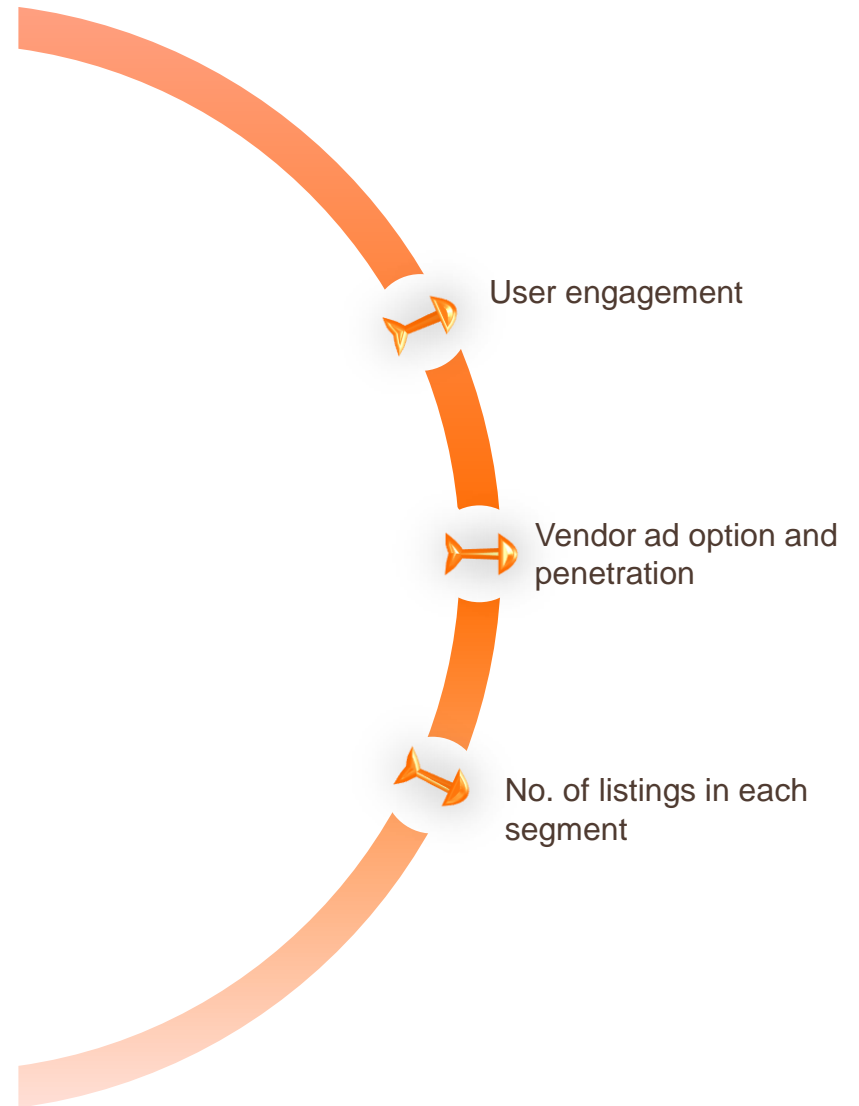 User engagement
Vendor ad option and
penetration
No. of listings in each
segment